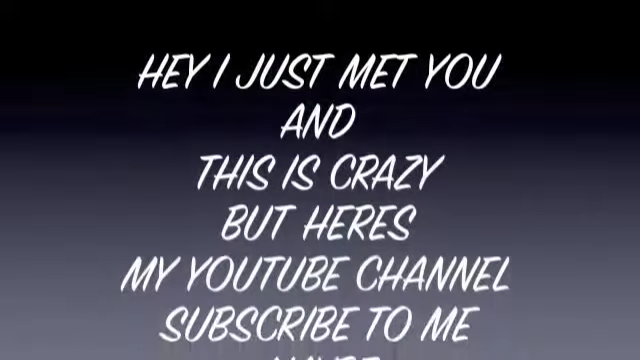 HEY I JUST MET YOU
AND
THIS IS CRAZY
BUT HERES
MY YOUTUBE CHANNEL
SUBSCRIBE TO ME